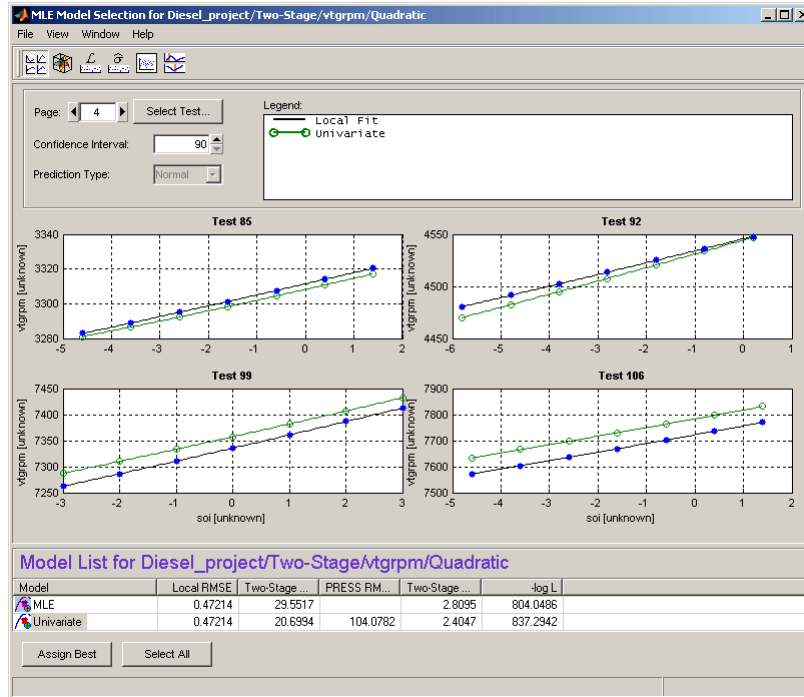 MLE Model Selection for Diesel_project/Two-Stage/vtgrpm/Quadratic
File View Window Help
Page: 4 Select Test...
Confidence Interval: 90
Prediction Type: Normal
Legend:
Local Fit
Univariate
Test 85
vtgrpm [unknown]
3340
3320
3300
3280
-5 -4 -3 -2 -1 0 1 2
Test 92
vtgrpm [unknown]
4550
4500
4450
-6 -5 -4 -3 -2 -1 0 1
Test 99
vtgrpm [unknown]
7450
7400
7350
7300
7250
-3 -2 -1 0 1 2 3
soi [unknown]
Test 106
vtgrpm [unknown]
7900
7800
7700
7600
7500
-5 -4 -3 -2 -1 0 1 2
soi [unknown]
Model List for Diesel_project/Two-Stage/vtgrpm/Quadratic
Model Local RMSE Two-Stage ... PRESS RM... Two-Stage ... -log L
MLE 0.47214 29.5517 2.8095 804.0486
Univariate 0.47214 20.6994 104.0782 2.4047 837.2942
Assign Best Select All